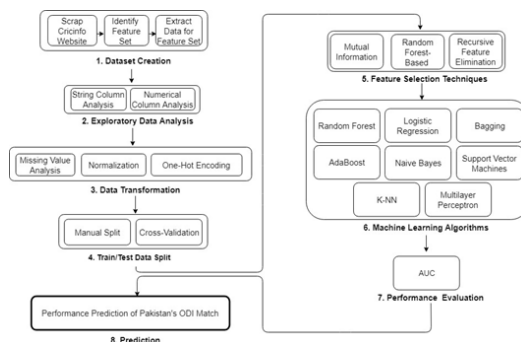 Scrap
Cricinfo
Website
Identify
Feature
Set
Extract
Data for
Feature Set
1. Dataset Creation
String Column
Analysis
Numerical
Column Analysis
2. Exploratory Data Analysis
Missing Value
Analysis
Normalization
One-Hot Encoding
3. Data Transformation
Manual Split
Cross-Validation
4. Train/Test Data Split
Mutual
Information
Random
Forest-Based
Recursive
Feature
Elimination
5. Feature Selection Techniques
Random Forest
Logistic
Regression
Bagging
AdaBoost
Naive Bayes
Support Vector
Machines
K-NN
Multilayer
Perceptron
6. Machine Learning Algorithms
AUC
7. Performance Evaluation
Performance Prediction of Pakistan's ODI Match
8. Prediction